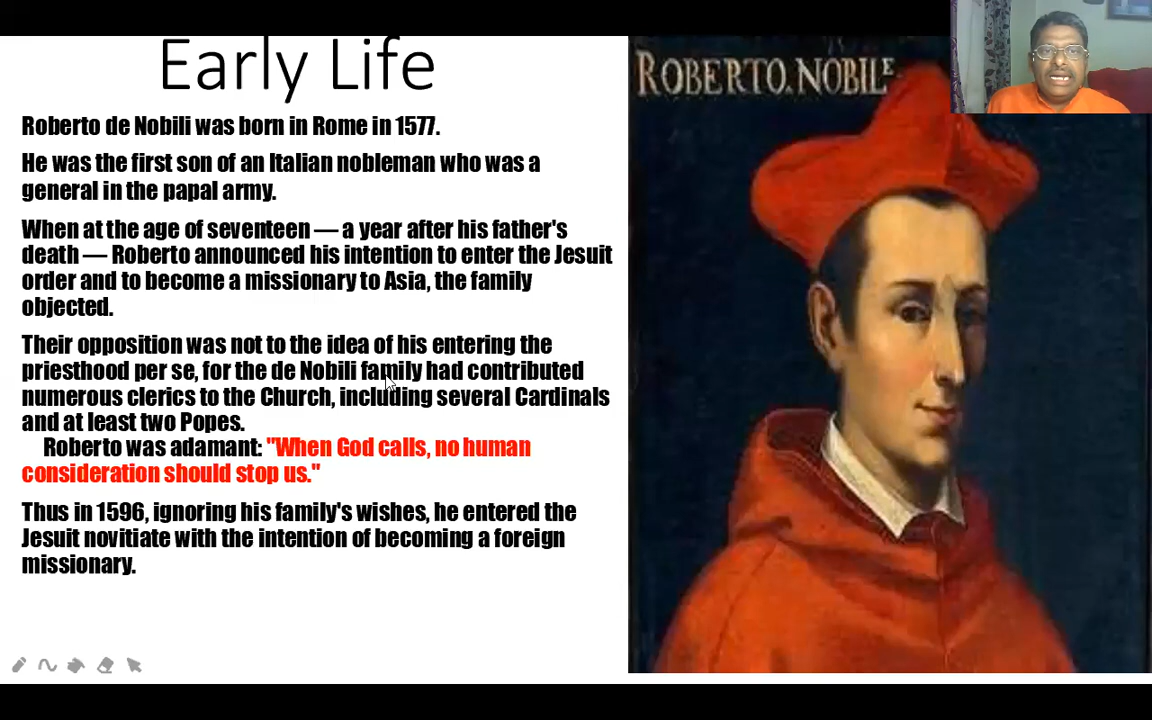 Early Life
ROBERTO. NOBILE.
Roberto de Nobili was born in Rome in 1577.
He was the first son of an Italian nobleman who was a
general in the papal army.
When at the age of seventeen — a year after his father's
death — Roberto announced his intention to enter the Jesuit
order and to become a missionary to Asia, the family
objected.
Their opposition was not to the idea of his entering the
priesthood per se, for the de Nobili family had contributed
numerous clerics to the Church, including several Cardinals
and at least two Popes.
Roberto was adamant: "When God calls, no human
consideration should stop us."
Thus in 1596, ignoring his family's wishes, he entered the
Jesuit novitiate with the intention of becoming a foreign
missionary.